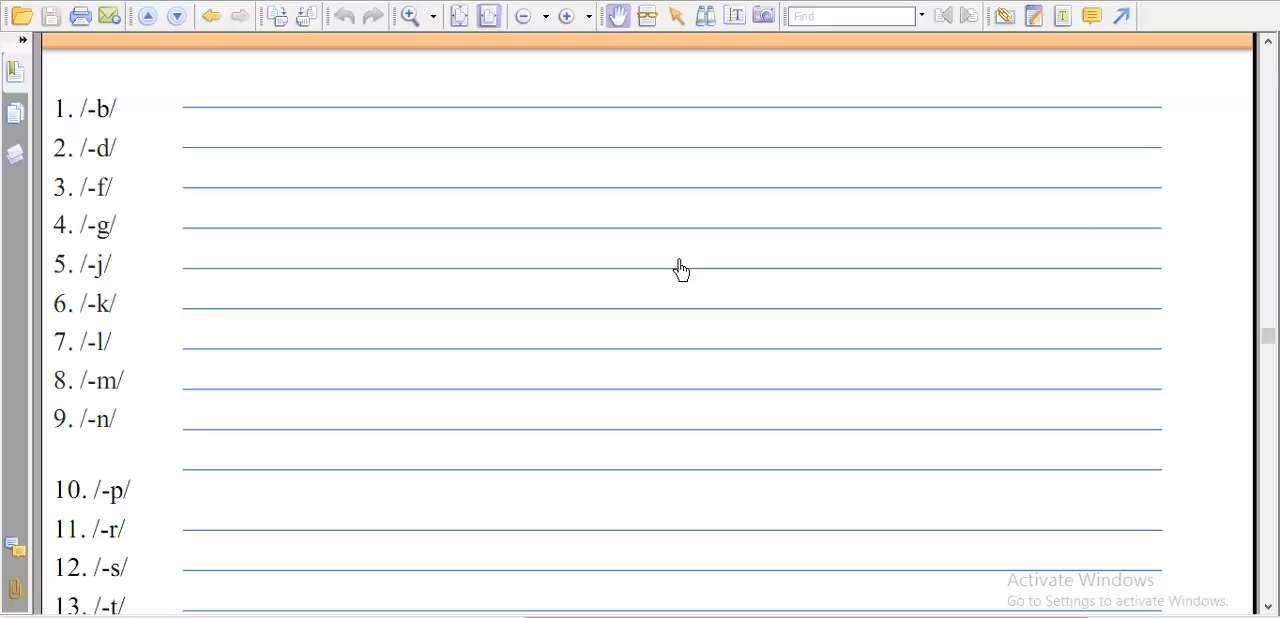 Find
1. /-b/
2. /-d/
3. /-f/
4. /-g/
5. /-j/
6. /-k/
7. /-l/
8. /-m/
9. /-n/
10. /-p/
11. /-r/
12. /-s/
13. /-t/
Activate Windows
Go to Settings to activate Windows.